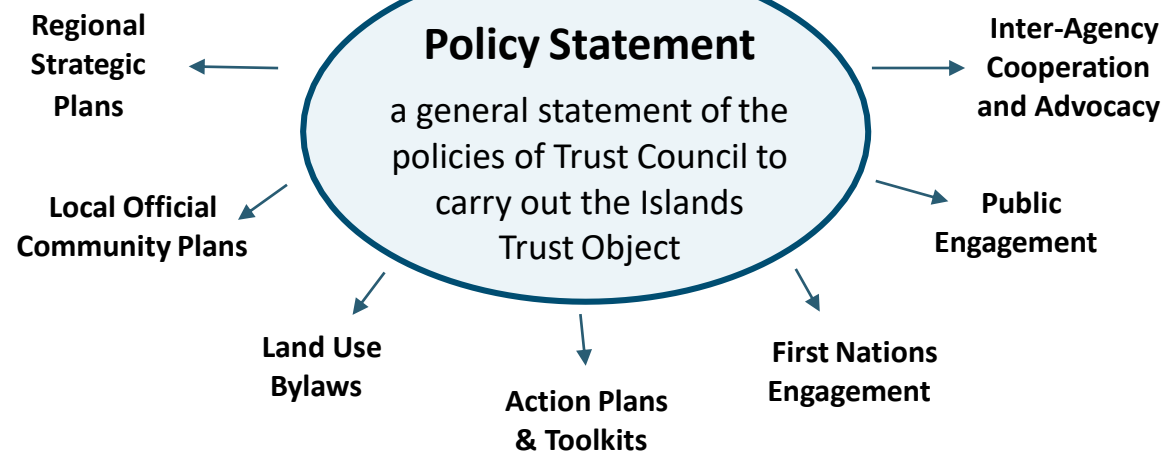 Policy Statement
a general statement of the
policies of Trust Council to
carry out the Islands
Trust Object
Regional
Strategic
Plans
Local Official
Community Plans
Land Use
Bylaws
Action Plans
& Toolkits
First Nations
Engagement
Public
Engagement
Inter-Agency
Cooperation
and Advocacy